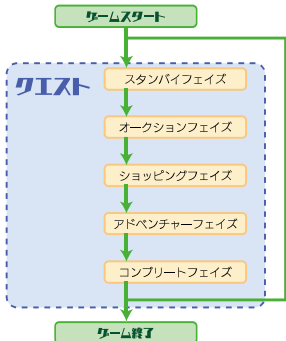 ゲームスタート
クエスト
スタンバイフェイズ
オークションフェイズ
ショッピングフェイズ
アドベンチャーフェイズ
コンプリートフェイズ
ゲーム終了